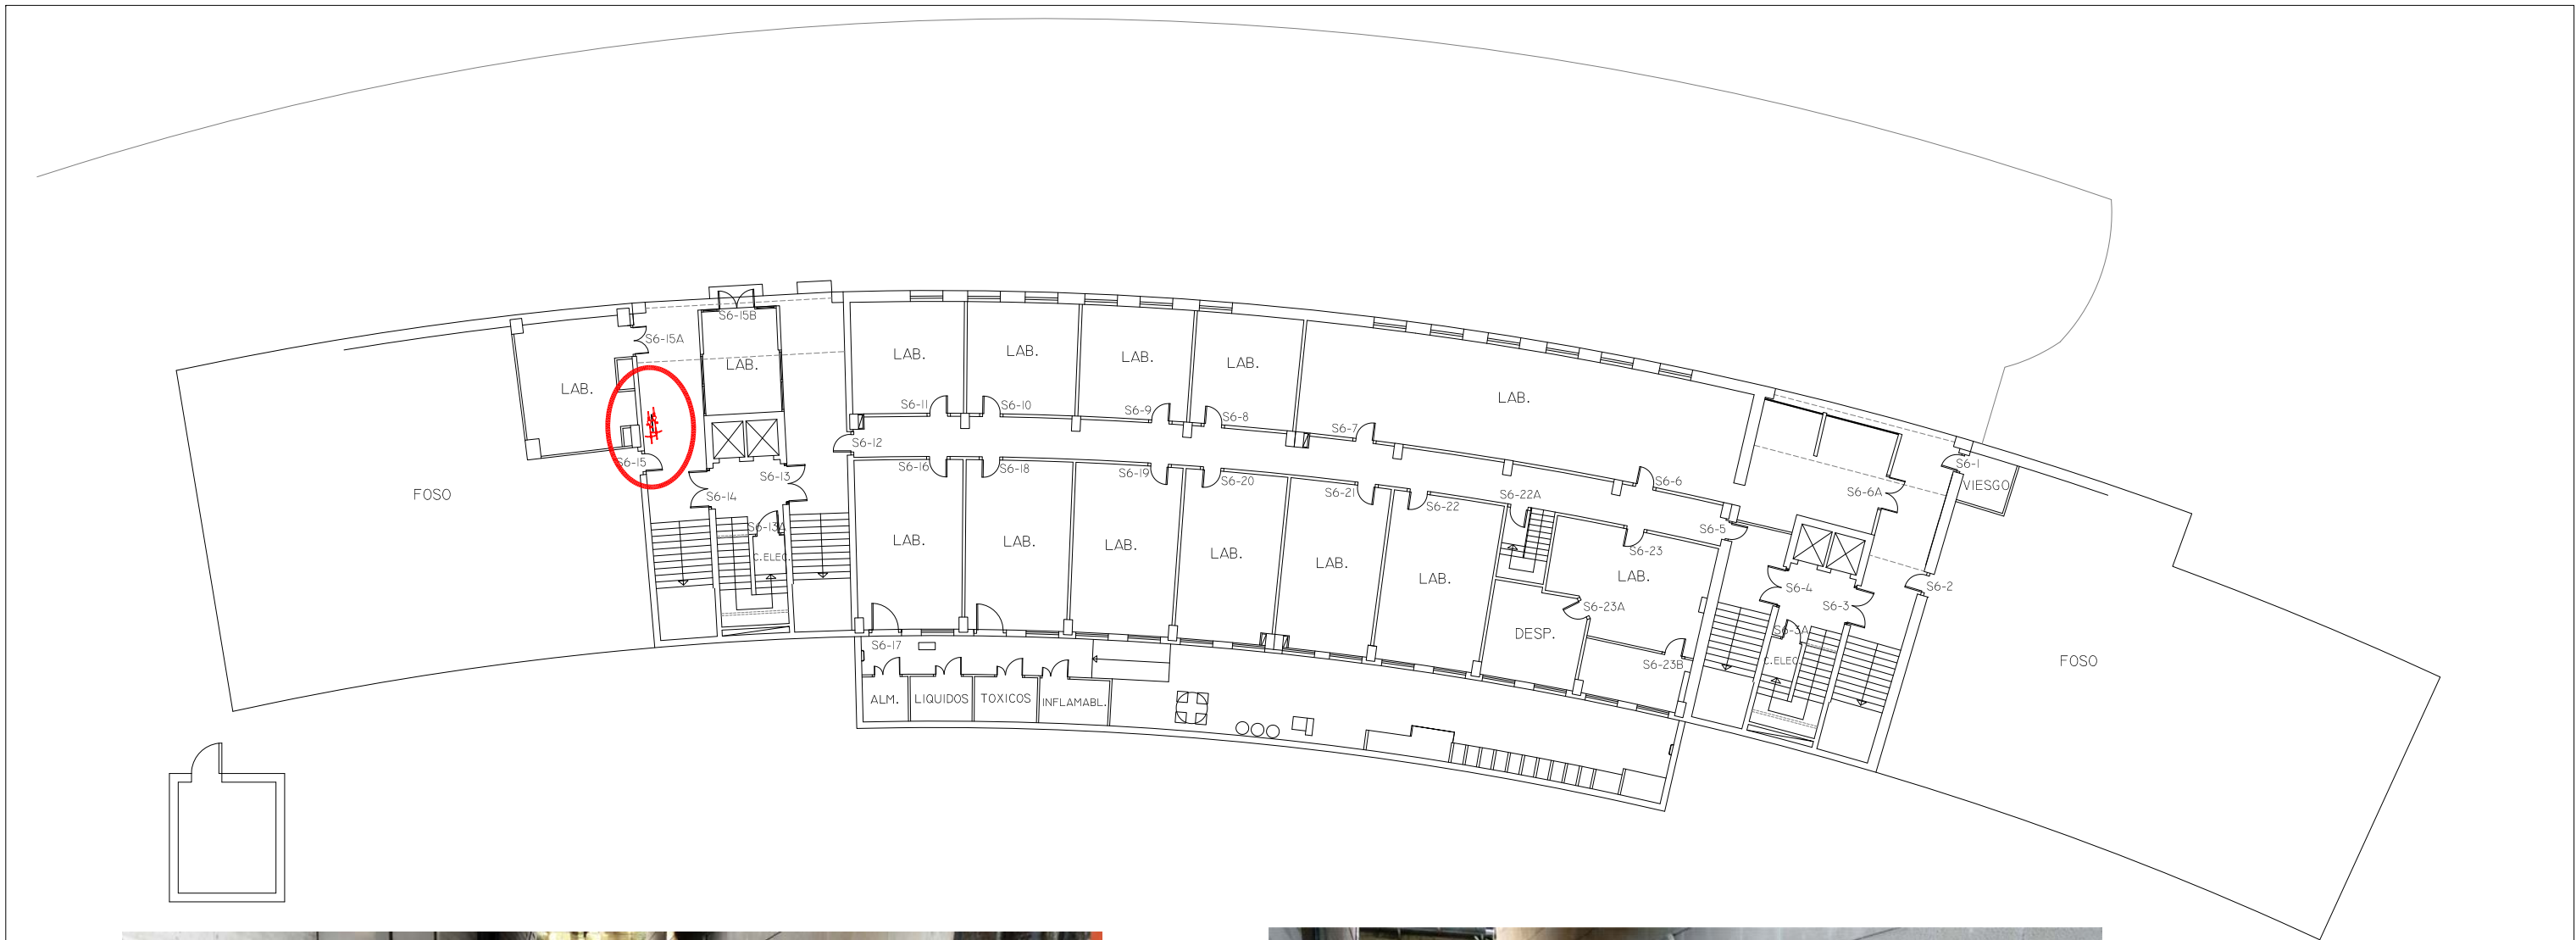 S6-15B
S6-15A
LAB.
LAB.
LAB.
LAB.
LAB.
LAB.
LAB.
S6-11
S6-10
S6-9
S6-8
S6-7
S6-12
S6-15
S6-14
S6-13
S6-13A
C.ELEC.
FOSO
S6-16
S6-18
S6-19
S6-20
S6-21
S6-22
S6-22A
S6-6
S6-6A
S6-1
VIESGO
S6-5
S6-23
LAB.
LAB.
LAB.
LAB.
LAB.
LAB.
LAB.
S6-4
S6-3
S6-2
S6-23A
DESP.
S6-3A
C.ELEC.
S6-23B
FOSO
S6-17
ALM.
LIQUIDOS
TOXICOS
INFLAMABL.